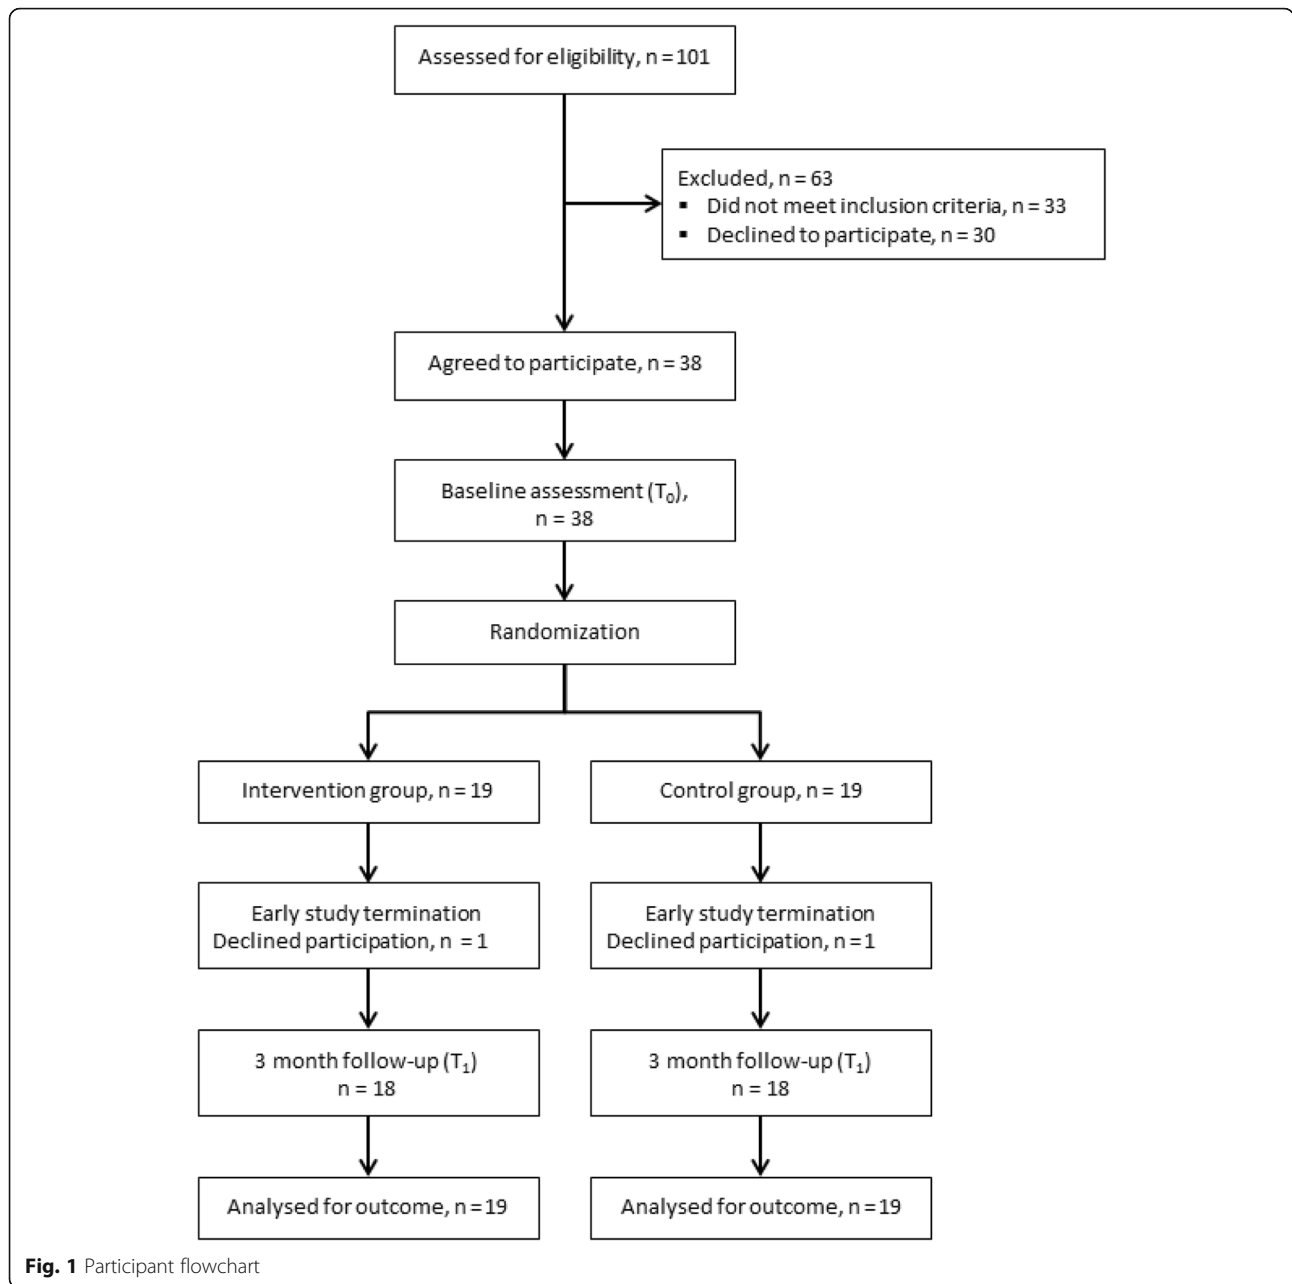 Assessed for eligibility, n = 101
Excluded, n = 63
▪ Did not meet inclusion criteria, n = 33
▪ Declined to participate, n = 30
Agreed to participate, n = 38
Baseline assessment (T₀),
n = 38
Randomization
Intervention group, n = 19
Control group, n = 19
Early study termination
Declined participation, n = 1
Early study termination
Declined participation, n = 1
3 month follow-up (T₁)
n = 18
3 month follow-up (T₁)
n = 18
Analysed for outcome, n = 19
Analysed for outcome, n = 19
Fig. 1 Participant flowchart